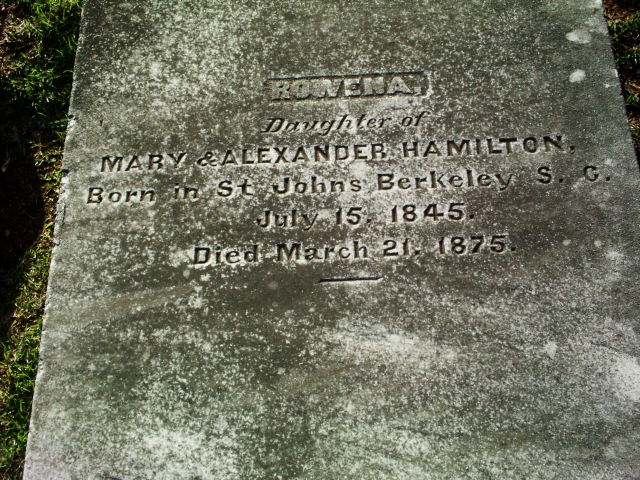 ROWENA,
Daughter of
MARY & ALEXANDER HAMILTON,
Born in St Johns Berkeley S. C.
July 15. 1845.
Died March 21. 1875.